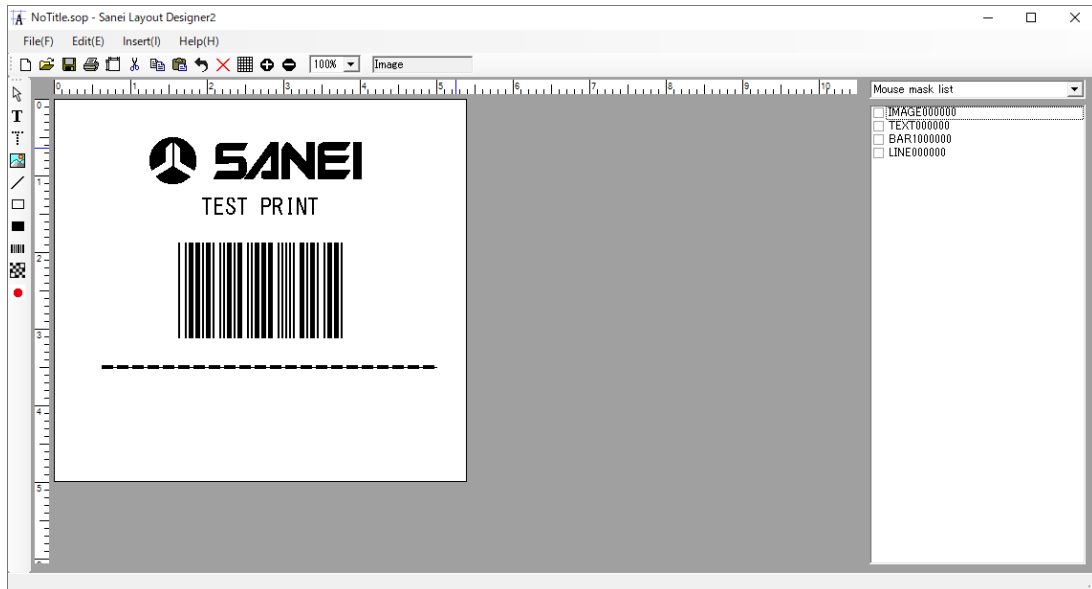 NoTitle.sop - Sanei Layout Designer2
File(F) Edit(E) Insert(I) Help(H)
100% Image
0 1 2 3 4 5 6 7 8 9 10
Mouse mask list
IMAGE000000
TEXT000000
BAR1000000
LINE000000
0
1
2
3
4
5
SANEI
TEST PRINT
T
T